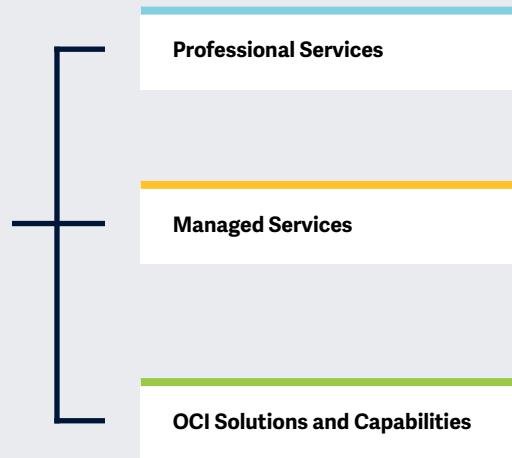 Professional Services
Managed Services
OCI Solutions and Capabilities